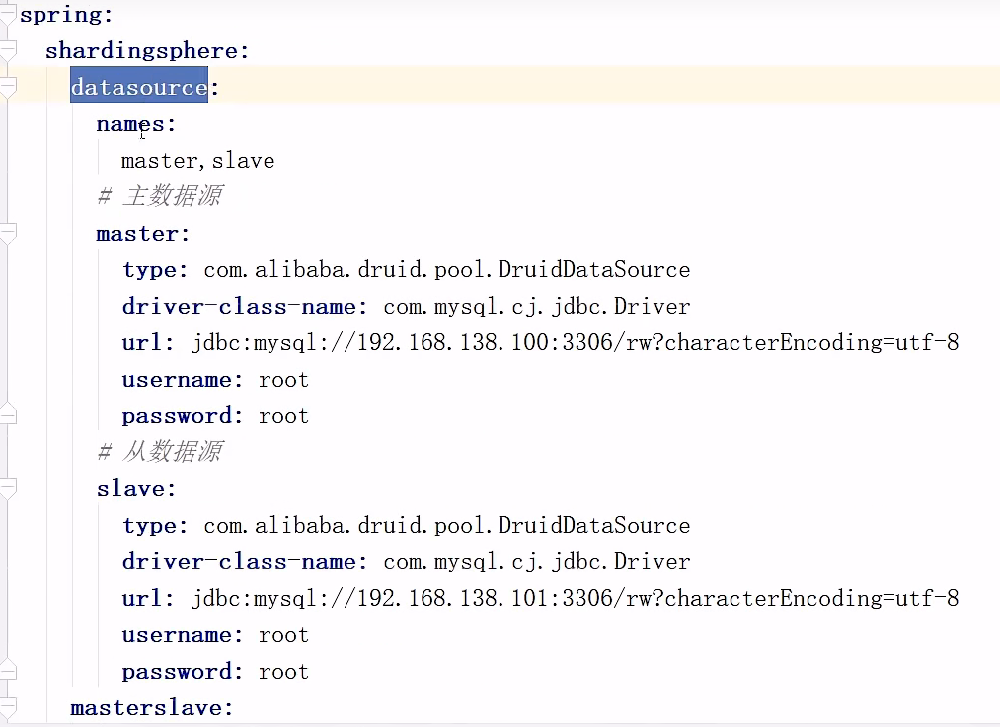 spring:
shardingsphere:
datasource:
names:
master,slave
# 主数据源
master:
type: com.alibaba.druid.pool.DruidDataSource
driver-class-name: com.mysql.cj.jdbc.Driver
url: jdbc:mysql://192.168.138.100:3306/rw?characterEncoding=utf-8
username: root
password: root
# 从数据源
slave:
type: com.alibaba.druid.pool.DruidDataSource
driver-class-name: com.mysql.cj.jdbc.Driver
url: jdbc:mysql://192.168.138.101:3306/rw?characterEncoding=utf-8
username: root
password: root
masterslave: